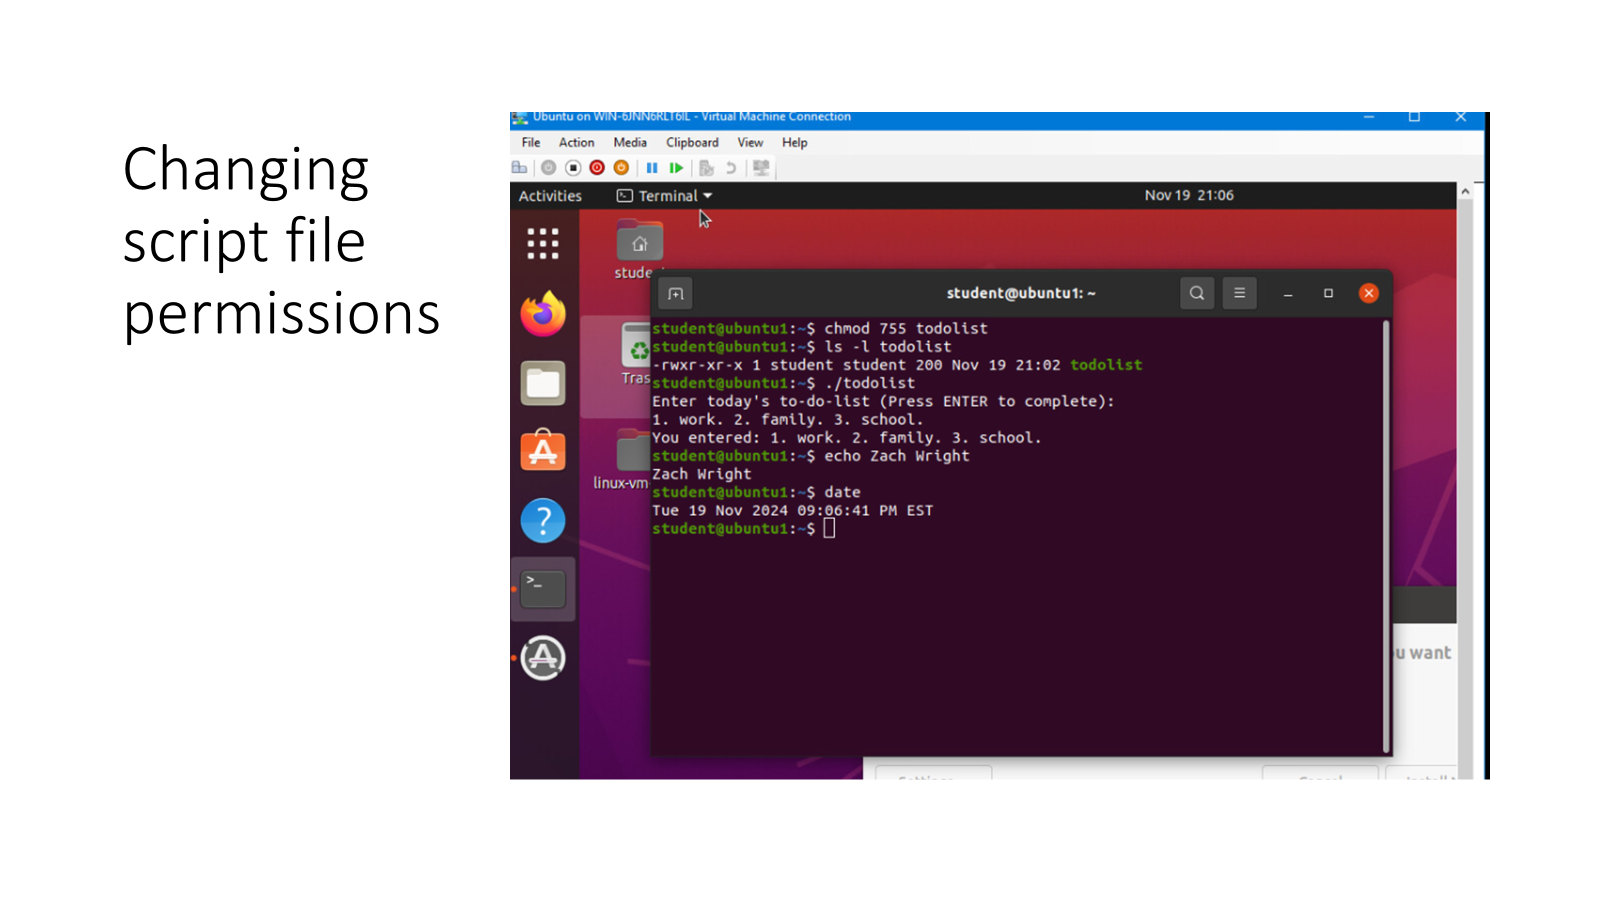 Changing
script file
permissions
Ubuntu on WIN-6JNN6RLT6IL - Virtual Machine Connection
File Action Media Clipboard View Help
Activities Terminal Nov 19 21:06
student@ubuntu1: ~
student@ubuntu1:~$ chmod 755 todolist
student@ubuntu1:~$ ls -l todolist
-rwxr-xr-x 1 student student 200 Nov 19 21:02 todolist
student@ubuntu1:~$ ./todolist
Enter today's to-do-list (Press ENTER to complete):
1. work. 2. family. 3. school.
You entered: 1. work. 2. family. 3. school.
student@ubuntu1:~$ echo Zach Wright
Zach Wright
student@ubuntu1:~$ date
Tue 19 Nov 2024 09:06:41 PM EST
student@ubuntu1:~$
stude
Tras
linux-vm
u want